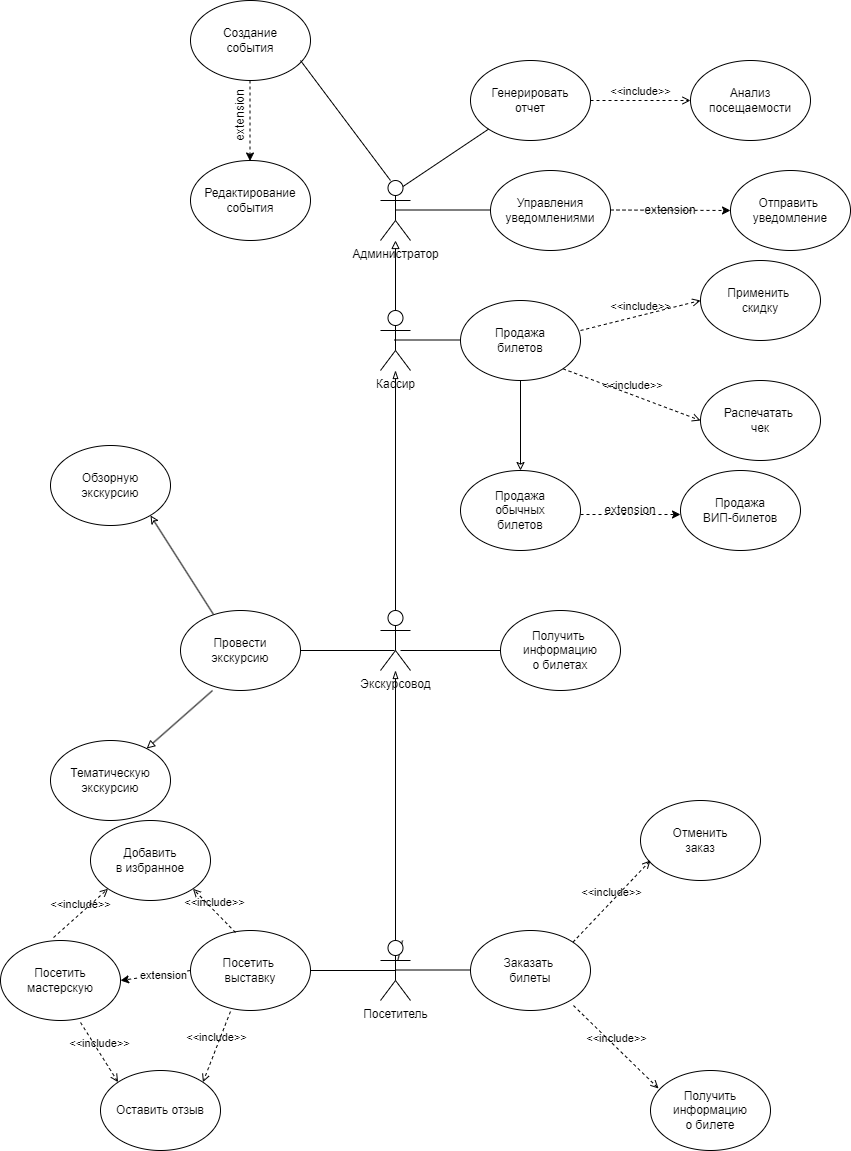 Создание
события
extension
Редактирование
события
Генерировать
отчет
<<include>>
Анализ
посещаемости
Администратор
Управления
уведомлениями
extension
Отправить
уведомление
Кассир
Продажа
билетов
<<include>>
Применить
скидку
<<include>>
Распечатать
чек
Продажа
обычных
билетов
extension
Продажа
ВИП-билетов
Обзорную
экскурсию
Провести
экскурсию
Экскурсовод
Получить
информацию
о билетах
Тематическую
экскурсию
Добавить
в избранное
<<include>>
<<include>>
Посетить
мастерскую
extension
Посетить
выставку
<<include>>
<<include>>
Оставить отзыв
Посетитель
Заказать
билеты
<<include>>
Отменить
заказ
<<include>>
Получить
информацию
о билете